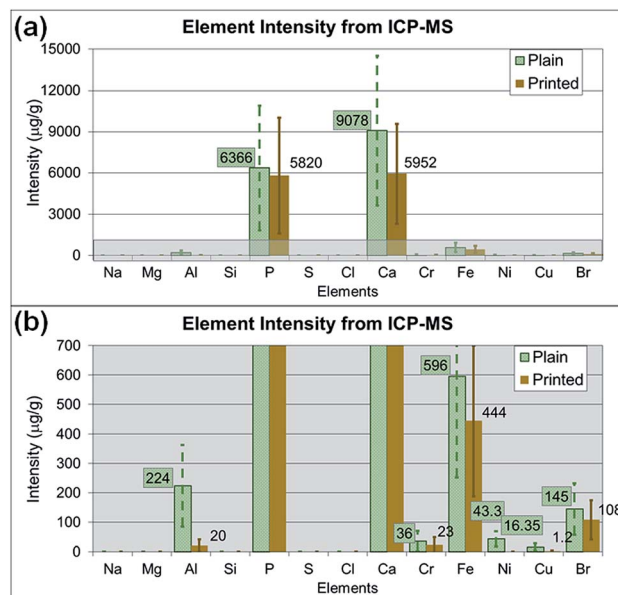 (a)
Element Intensity from ICP-MS
Intensity (µg/g)
15000
12000
9000
6000
3000
0
Plain
Printed
6366
5820
9078
5952
Na Mg Al Si P S Cl Ca Cr Fe Ni Cu Br
Elements
(b)
Element Intensity from ICP-MS
Intensity (µg/g)
700
600
500
400
300
200
100
0
Plain
Printed
224
20
36
23
596
444
43.3
16.35
1.2
145
108
Na Mg Al Si P S Cl Ca Cr Fe Ni Cu Br
Elements